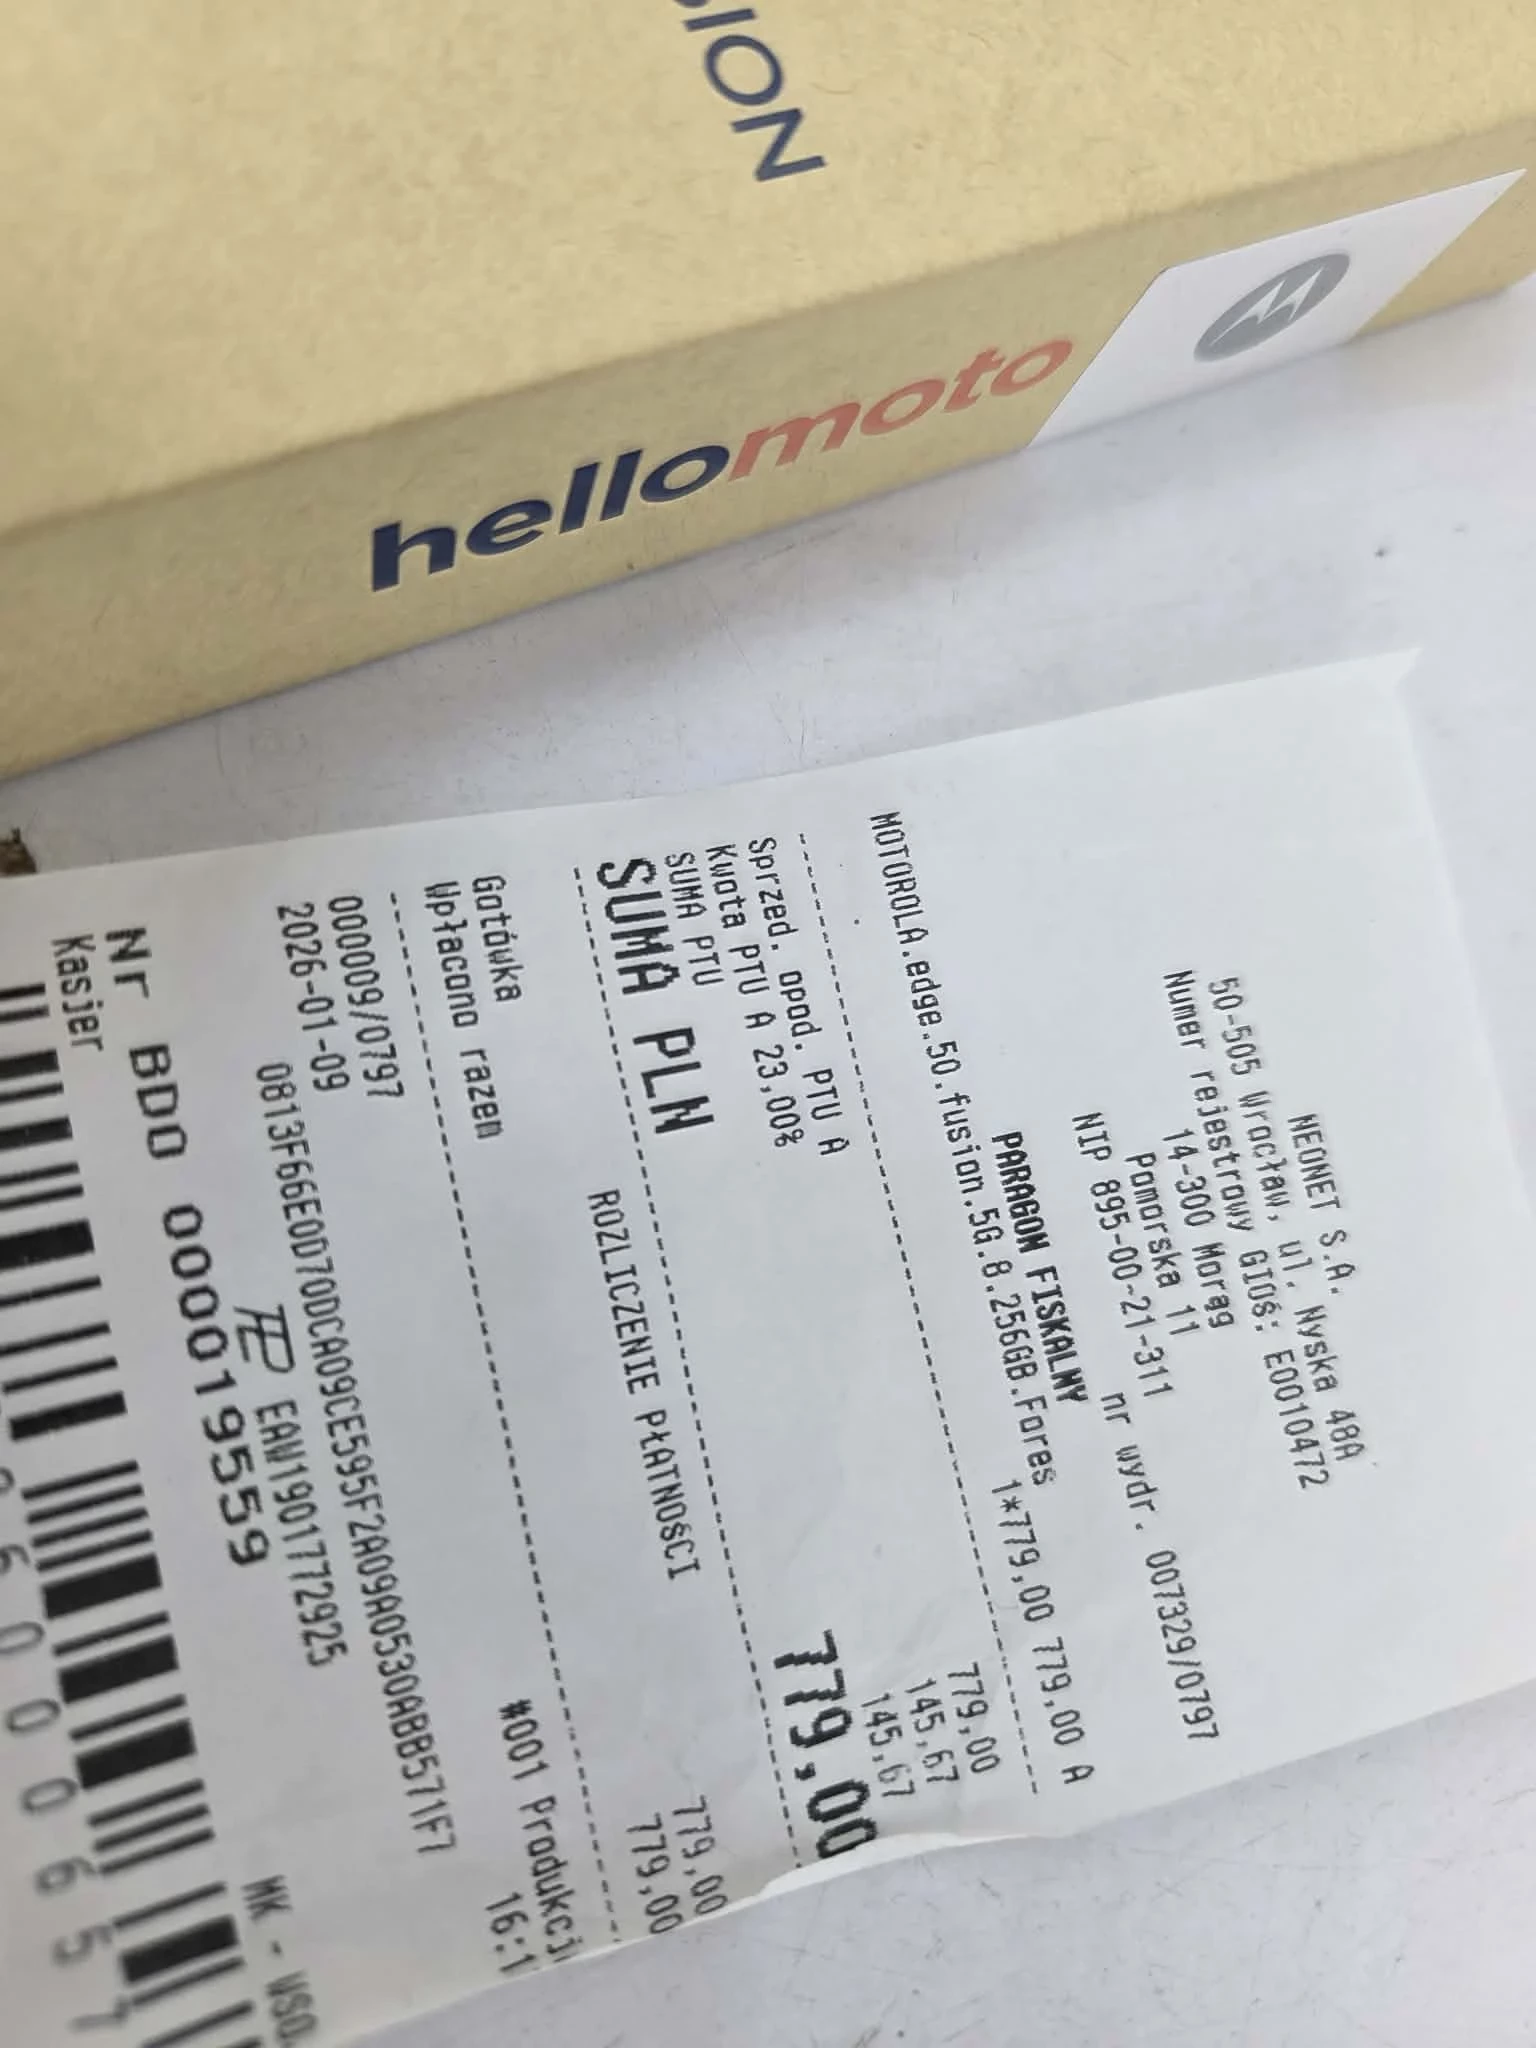 SION
hellomoto
NEONET S.A.
50-505 Wrocław, ul. Nyska 48A
Numer rejestrowy GIOŚ: E0010472
14-300 Morąg
Pomorska 11
NIP 895-00-21-311
nr wydr. 007329/0797
PARAGON FISKALNY
MOTOROLA.edge.50.fusion.5G.8.256GB.Fores
1*779,00 779,00 A
Sprzed. opod. PTU A 779,00
Kwota PTU A 23,00% 145,67
SUMA PTU 145,67
SUMA PLN 779,00
ROZLICZENIE PŁATNOŚCI
Gotówka 779,00
Wpłacono razem 779,00
000009/0797 #001 Produkcj
2026-01-09 16:1
0813F66E0D70DDCA09CE595F2A09A0530ABB571F7
EAW1901772925
Nr BDO 000019559
Kasjer MK - WSO.